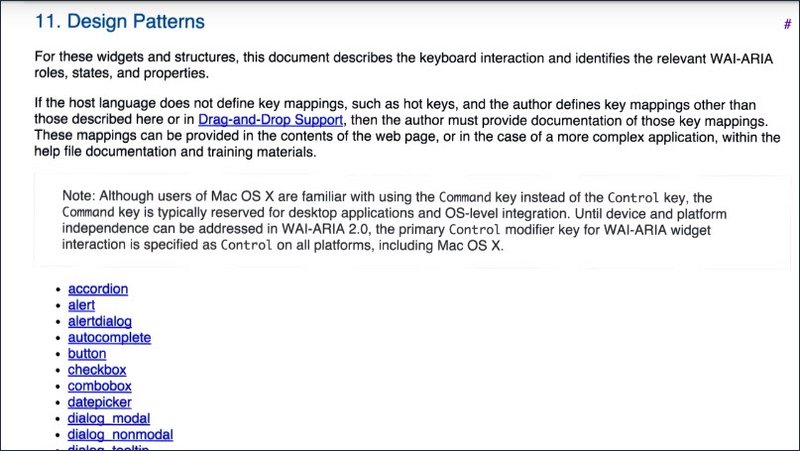 11. Design Patterns #
For these widgets and structures, this document describes the keyboard interaction and identifies the relevant WAI-ARIA
roles, states, and properties.
If the host language does not define key mappings, such as hot keys, and the author defines key mappings other than
those described here or in Drag-and-Drop Support, then the author must provide documentation of those key mappings.
These mappings can be provided in the contents of the web page, or in the case of a more complex application, within the
help file documentation and training materials.
Note: Although users of Mac OS X are familiar with using the Command key instead of the Control key, the
Command key is typically reserved for desktop applications and OS-level integration. Until device and platform
independence can be addressed in WAI-ARIA 2.0, the primary Control modifier key for WAI-ARIA widget
interaction is specified as Control on all platforms, including Mac OS X.
• accordion
• alert
• alertdialog
• autocomplete
• button
• checkbox
• combobox
• datepicker
• dialog_modal
• dialog_nonmodal
• dialog_tooltip